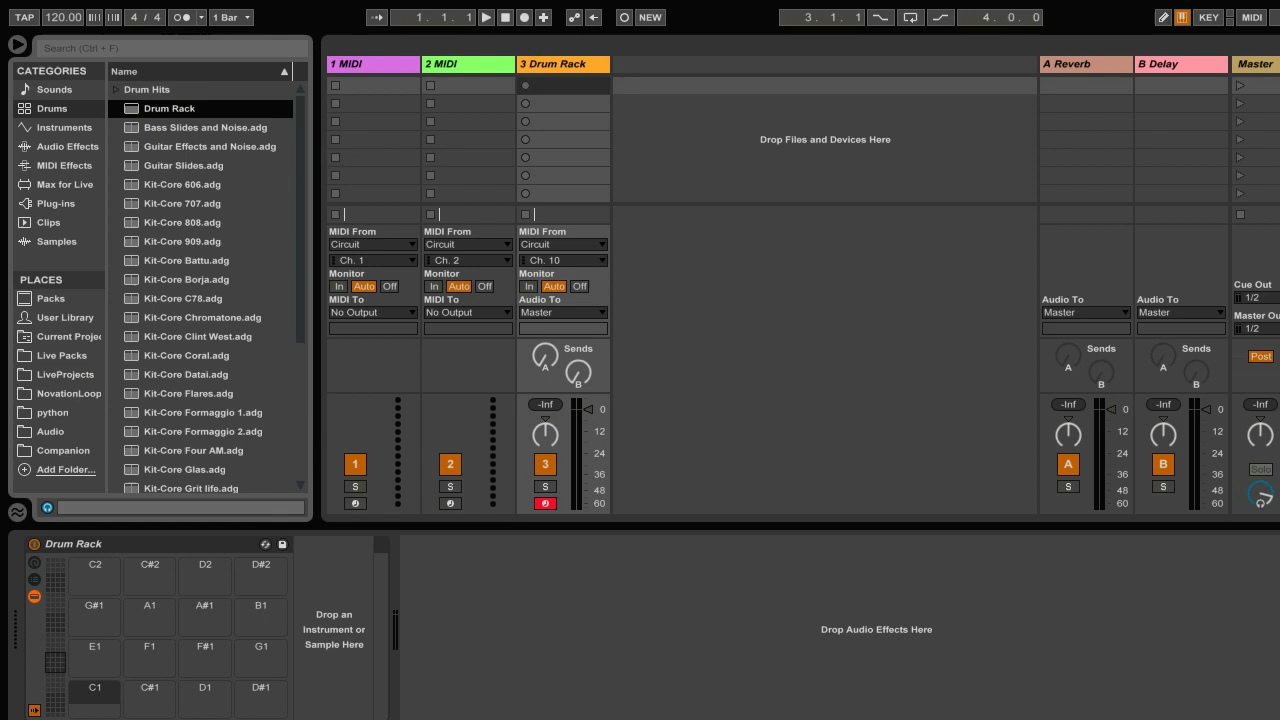 TAP 120.00 4 / 4 1 Bar 1. 1. 1 NEW 3. 1. 1 4. 0. 0 KEY MIDI
Search (Ctrl + F)
CATEGORIES
Sounds
Drums
Instruments
Audio Effects
MIDI Effects
Max for Live
Plug-ins
Clips
Samples
PLACES
Packs
User Library
Current Projec
Live Packs
LiveProjects
NovationLoop
python
Audio
Companion
Add Folder...
Name
Drum Hits
Drum Rack
Bass Slides and Noise.adg
Guitar Effects and Noise.adg
Guitar Slides.adg
Kit-Core 606.adg
Kit-Core 707.adg
Kit-Core 808.adg
Kit-Core 909.adg
Kit-Core Battu.adg
Kit-Core Borja.adg
Kit-Core C78.adg
Kit-Core Chromatone.adg
Kit-Core Clint West.adg
Kit-Core Coral.adg
Kit-Core Datai.adg
Kit-Core Flares.adg
Kit-Core Formaggio 1.adg
Kit-Core Formaggio 2.adg
Kit-Core Four AM.adg
Kit-Core Glas.adg
Kit-Core Grit life.adg
1 MIDI 2 MIDI 3 Drum Rack A Reverb B Delay Master
Drop Files and Devices Here
MIDI From MIDI From MIDI From
Circuit Circuit Circuit
Ch. 1 Ch. 2 Ch. 10
Monitor Monitor Monitor
In Auto Off In Auto Off In Auto Off
Cue Out
1/2
MIDI To MIDI To Audio To Audio To Audio To
No Output No Output Master Master Master
Master Ou
1/2
Sends Sends Sends
A A A
B B B
Post
-Inf 0 -Inf 0 -Inf 0 -Inf
12 12 12
24 24 24
1 2 3 A B
36 36 36
Solo
S S S S S
48 48 48
60 60 60
Drum Rack
C2 C#2 D2 D#2
G#1 A1 A#1 B1
E1 F1 F#1 G1
C1 C#1 D1 D#1
Drop an
Instrument or
Sample Here
Drop Audio Effects Here